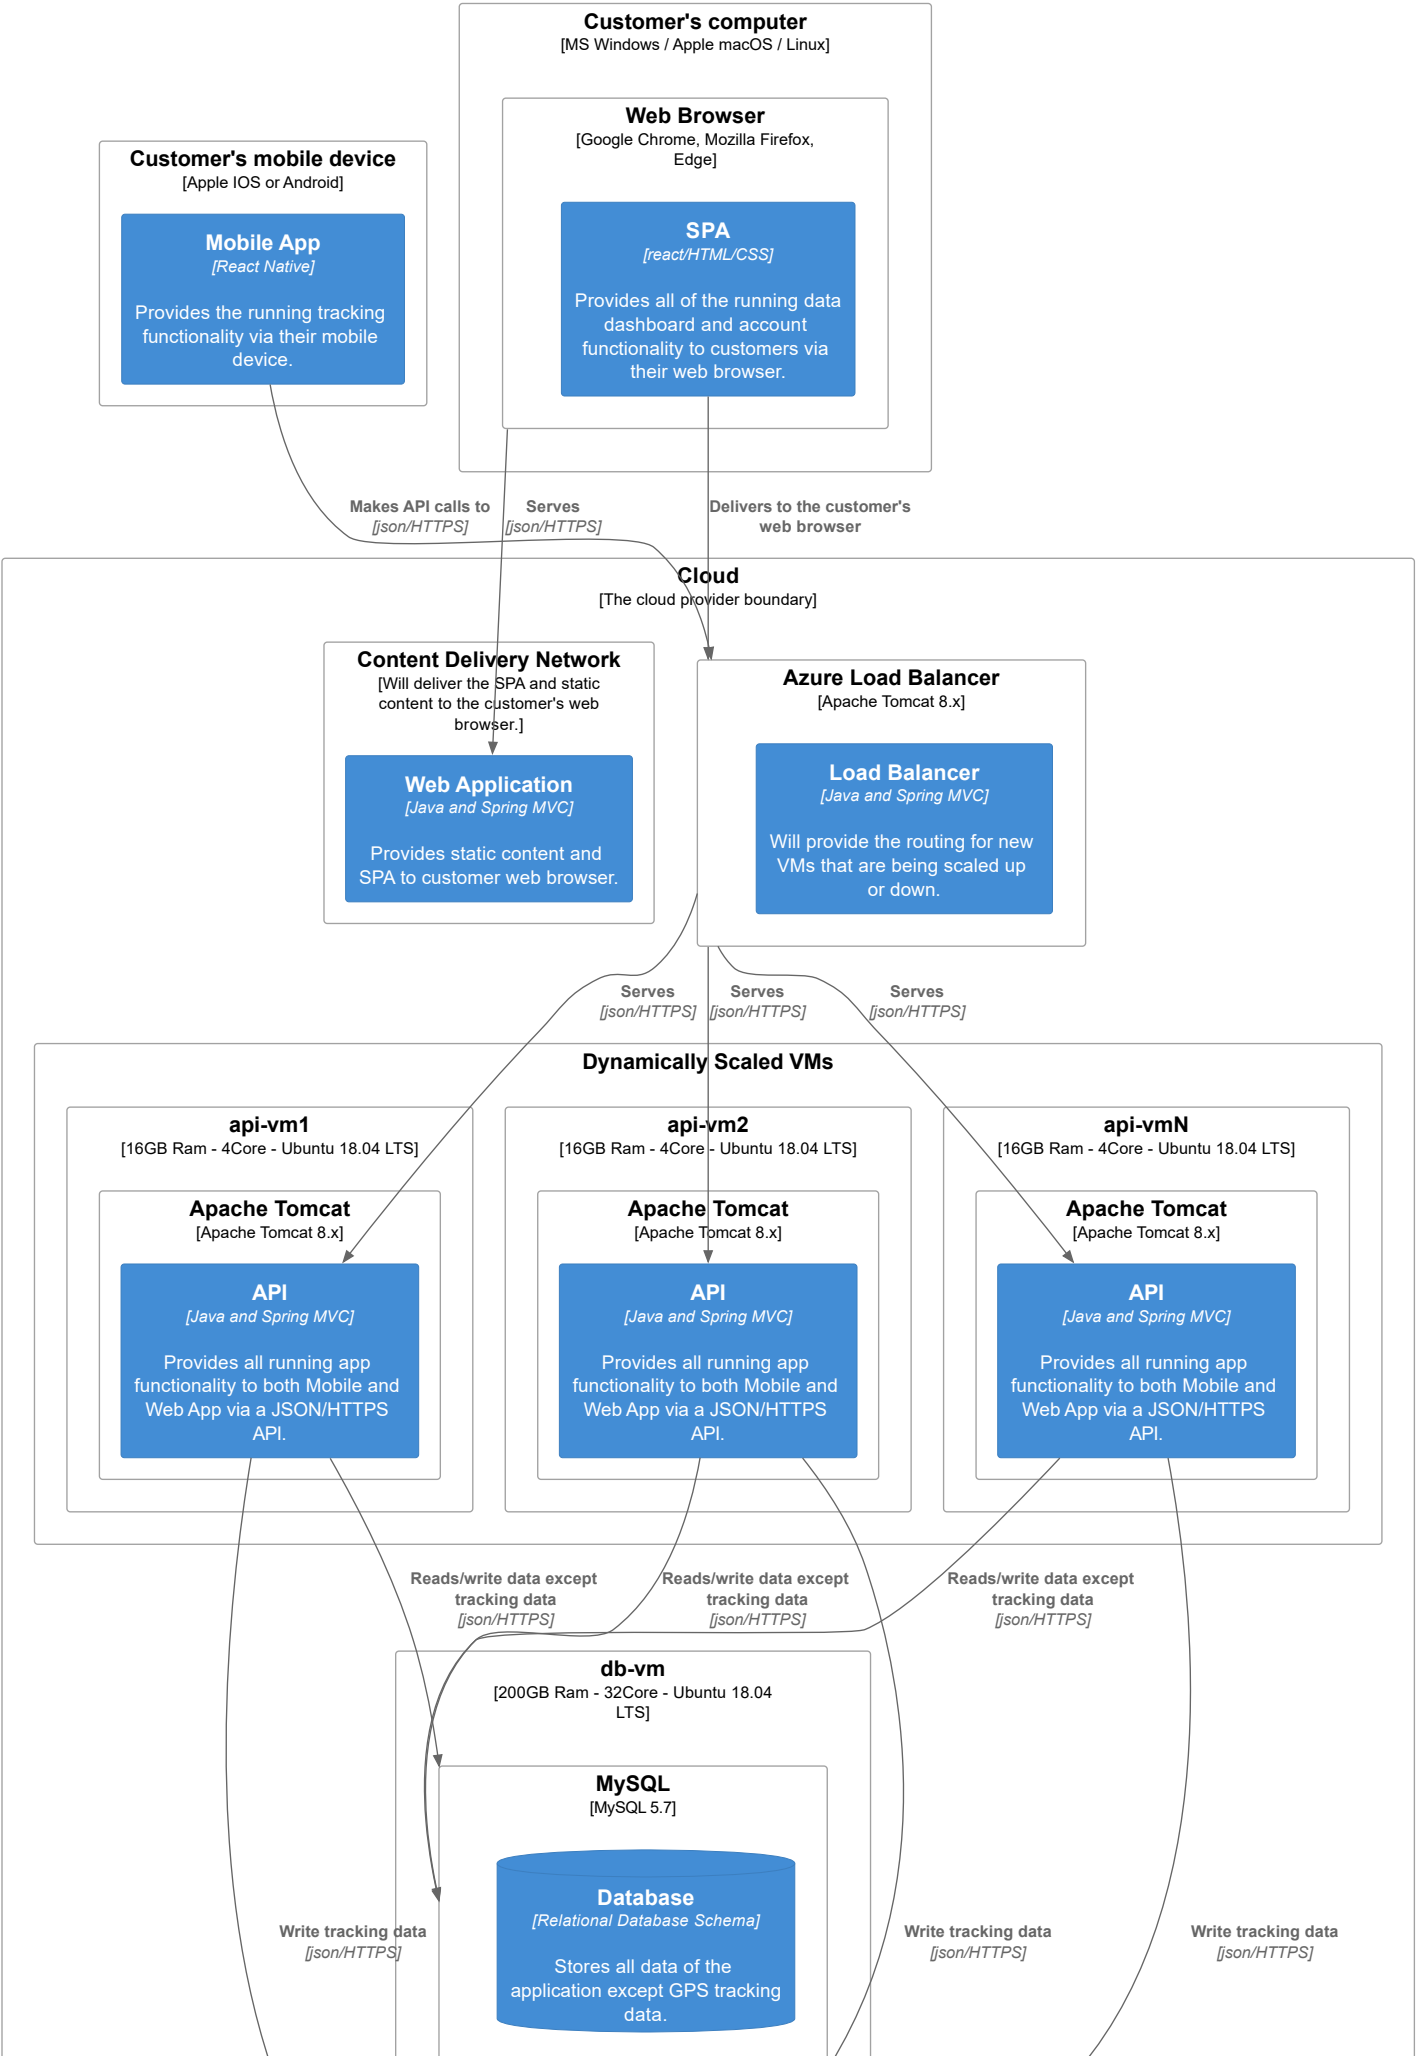 Customer's computer
[MS Windows / Apple macOS / Linux]
Web Browser
[Google Chrome, Mozilla Firefox,
Edge]
Customer's mobile device
[Apple IOS or Android]
SPA
[react/HTML/CSS]
Provides all of the running data
dashboard and account
functionality to customers via
their web browser.
Mobile App
[React Native]
Provides the running tracking
functionality via their mobile
device.
Makes API calls to
[json/HTTPS]
Serves
[json/HTTPS]
Delivers to the customer's
web browser
Cloud
[The cloud provider boundary]
Content Delivery Network
[Will deliver the SPA and static
content to the customer's web
browser.]
Web Application
[Java and Spring MVC]
Provides static content and
SPA to customer web browser.
Azure Load Balancer
[Apache Tomcat 8.x]
Load Balancer
[Java and Spring MVC]
Will provide the routing for new
VMs that are being scaled up
or down.
Serves
[json/HTTPS]
Serves
[json/HTTPS]
Serves
[json/HTTPS]
Dynamically Scaled VMs
api-vm1
[16GB Ram - 4Core - Ubuntu 18.04 LTS]
Apache Tomcat
[Apache Tomcat 8.x]
API
[Java and Spring MVC]
Provides all running app
functionality to both Mobile and
Web App via a JSON/HTTPS
API.
api-vm2
[16GB Ram - 4Core - Ubuntu 18.04 LTS]
Apache Tomcat
[Apache Tomcat 8.x]
API
[Java and Spring MVC]
Provides all running app
functionality to both Mobile and
Web App via a JSON/HTTPS
API.
api-vmN
[16GB Ram - 4Core - Ubuntu 18.04 LTS]
Apache Tomcat
[Apache Tomcat 8.x]
API
[Java and Spring MVC]
Provides all running app
functionality to both Mobile and
Web App via a JSON/HTTPS
API.
Reads/write data except
tracking data
[json/HTTPS]
Reads/write data except
tracking data
[json/HTTPS]
Reads/write data except
tracking data
[json/HTTPS]
db-vm
[200GB Ram - 32Core - Ubuntu 18.04
LTS]
MySQL
[MySQL 5.7]
Database
[Relational Database Schema]
Stores all data of the
application except GPS tracking
data.
Write tracking data
[json/HTTPS]
Write tracking data
[json/HTTPS]
Write tracking data
[json/HTTPS]